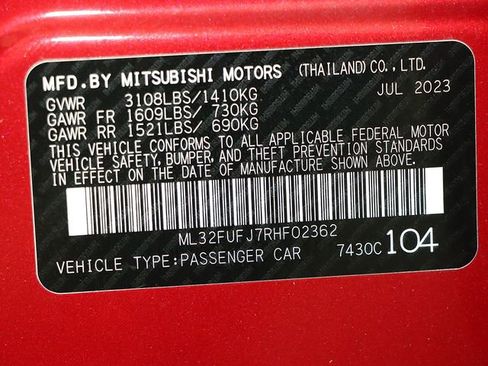 MFD.BY MITSUBISHI MOTORS (THAILAND) CO., LTD.
GVWR 3108LBS/1410KG JUL 2023
GAWR FR 1609LBS/ 730KG
GAWR RR 1521LBS/ 690KG
THIS VEHICLE CONFORMS TO ALL APPLICABLE FEDERAL MOTOR
VEHICLE SAFETY, BUMPER, AND THEFT PREVENTION STANDARDS
IN EFFECT ON THE DATE OF MANUFACTURE SHOWN ABOVE.
ML32FUFJ7RHF02362
VEHICLE TYPE:PASSENGER CAR 7430C 104